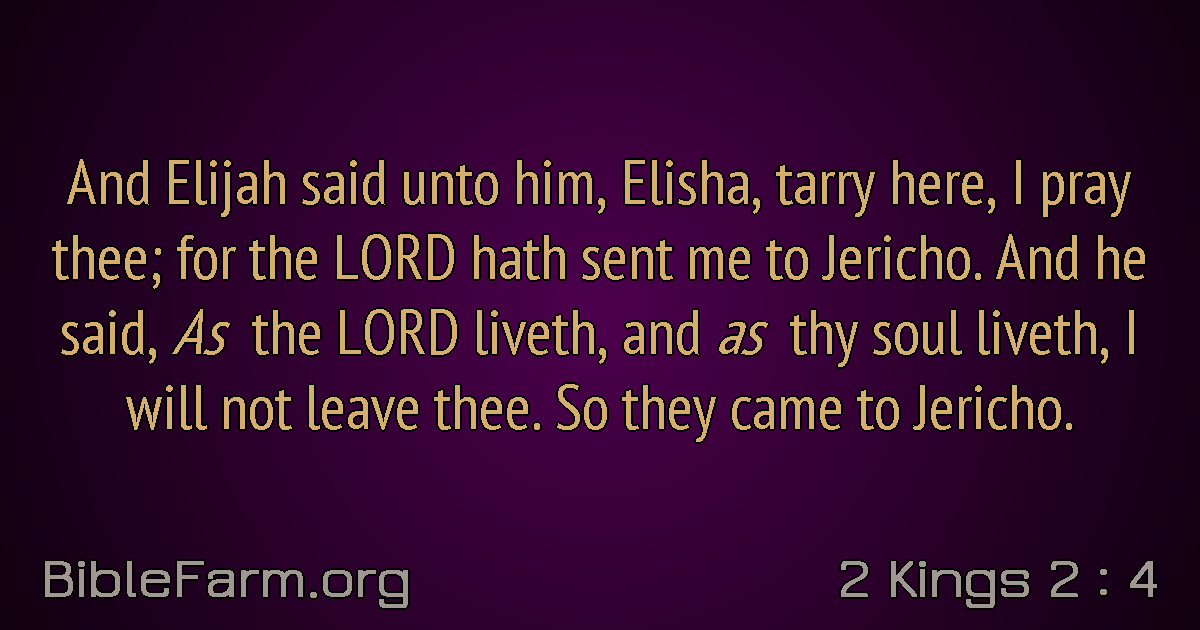 And Elijah said unto him, Elisha, tarry here, I pray
thee; for the LORD hath sent me to Jericho. And he
said, As the LORD liveth, and as thy soul liveth, I
will not leave thee. So they came to Jericho.
BibleFarm.org
2 Kings 2 : 4